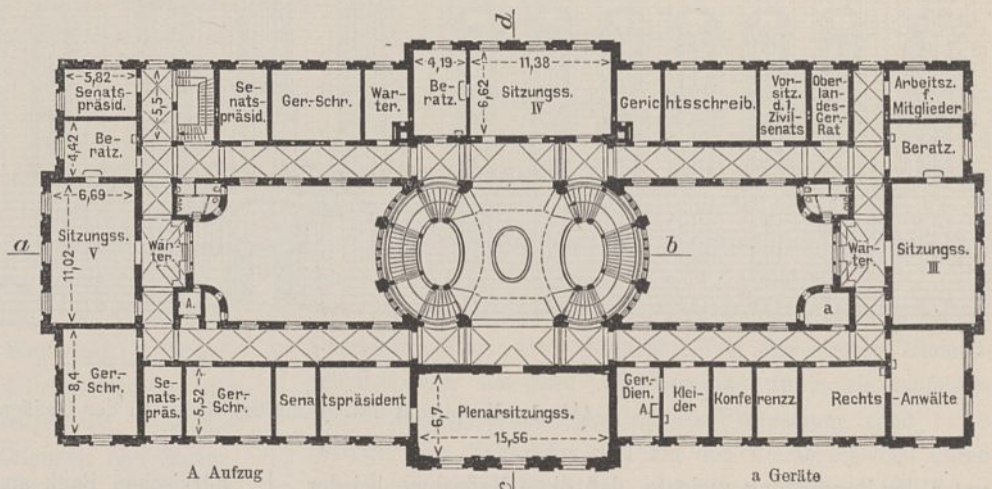 d
5,82
Senats-
präsid.
5,5
Se-
nats-
präsid.
Ger.-Schr.
War-
ter.
4,19
Be-
ratz.
6,62
11,38
Sitzungss.
IV
Gerichtsschreib.
Vor-
sitz.
d. 1.
Zivil-
senats
Ober-
lan-
des-
Ger.-
Rat
Arbeitsz.
f.
Mitglieder
4,42
Be-
ratz.
Beratz.
a
6,69
Sitzungss.
V
11,02
War-
ter.
A.
b
War-
ter.
a
Sitzungss.
III
8,4
Ger.-
Schr.
Se-
nats-
präs.
5,52
Ger.-
Schr.
Senatspräsident
6,7
Plenarsitzungss.
15,56
Ger.-
Dien.
A.
Klei-
der
Konferenzz.
Rechts-Anwälte
A Aufzug
c
a Geräte